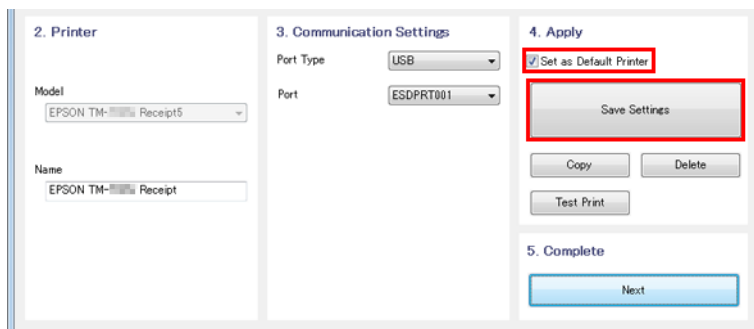 2. Printer
Model
EPSON TM- Receipt5
Name
EPSON TM- Receipt
3. Communication Settings
Port Type
USB
Port
ESDPRT001
4. Apply
Set as Default Printer
Save Settings
Copy
Delete
Test Print
5. Complete
Next